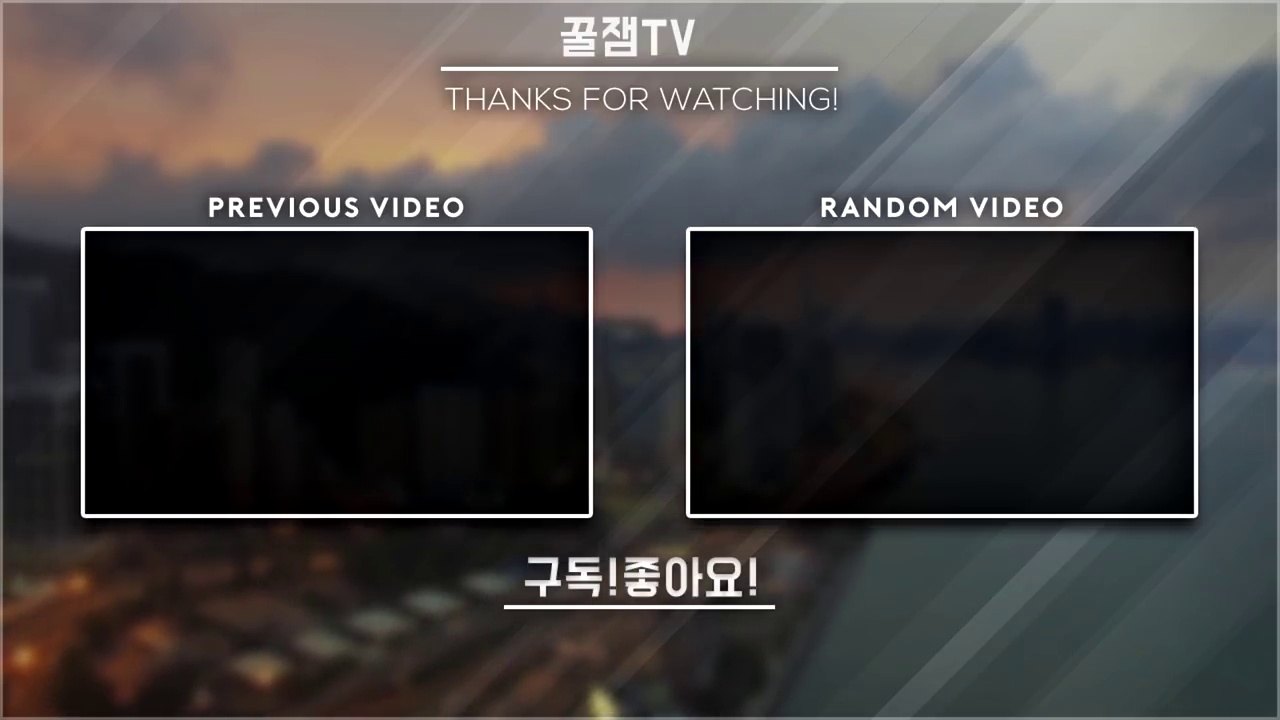 꿀잼TV
THANKS FOR WATCHING!
PREVIOUS VIDEO
RANDOM VIDEO
구독!좋아요!